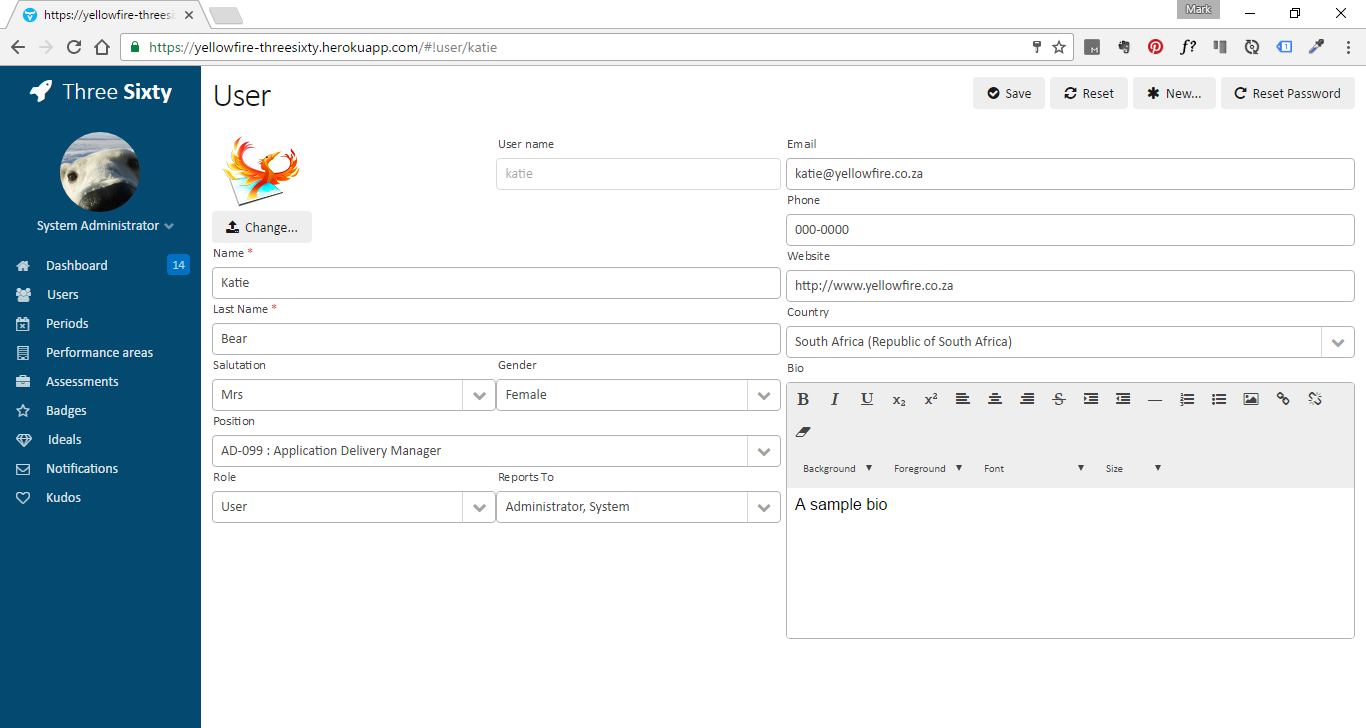 https://yellowfire-threesi
Mark
https://yellowfire-threesixty.herokuapp.com/#!user/katie
M
f?
1
Three Sixty
System Administrator
Dashboard 14
Users
Periods
Performance areas
Assessments
Badges
Ideals
Notifications
Kudos
User
Save Reset New... Reset Password
Change...
User name
katie
Name *
Katie
Last Name *
Bear
Salutation Gender
Mrs Female
Position
AD-099 : Application Delivery Manager
Role Reports To
User Administrator, System
Email
katie@yellowfire.co.za
Phone
000-0000
Website
http://www.yellowfire.co.za
Country
South Africa (Republic of South Africa)
Bio
B I U x₂ x² S
Background Foreground Font Size
A sample bio